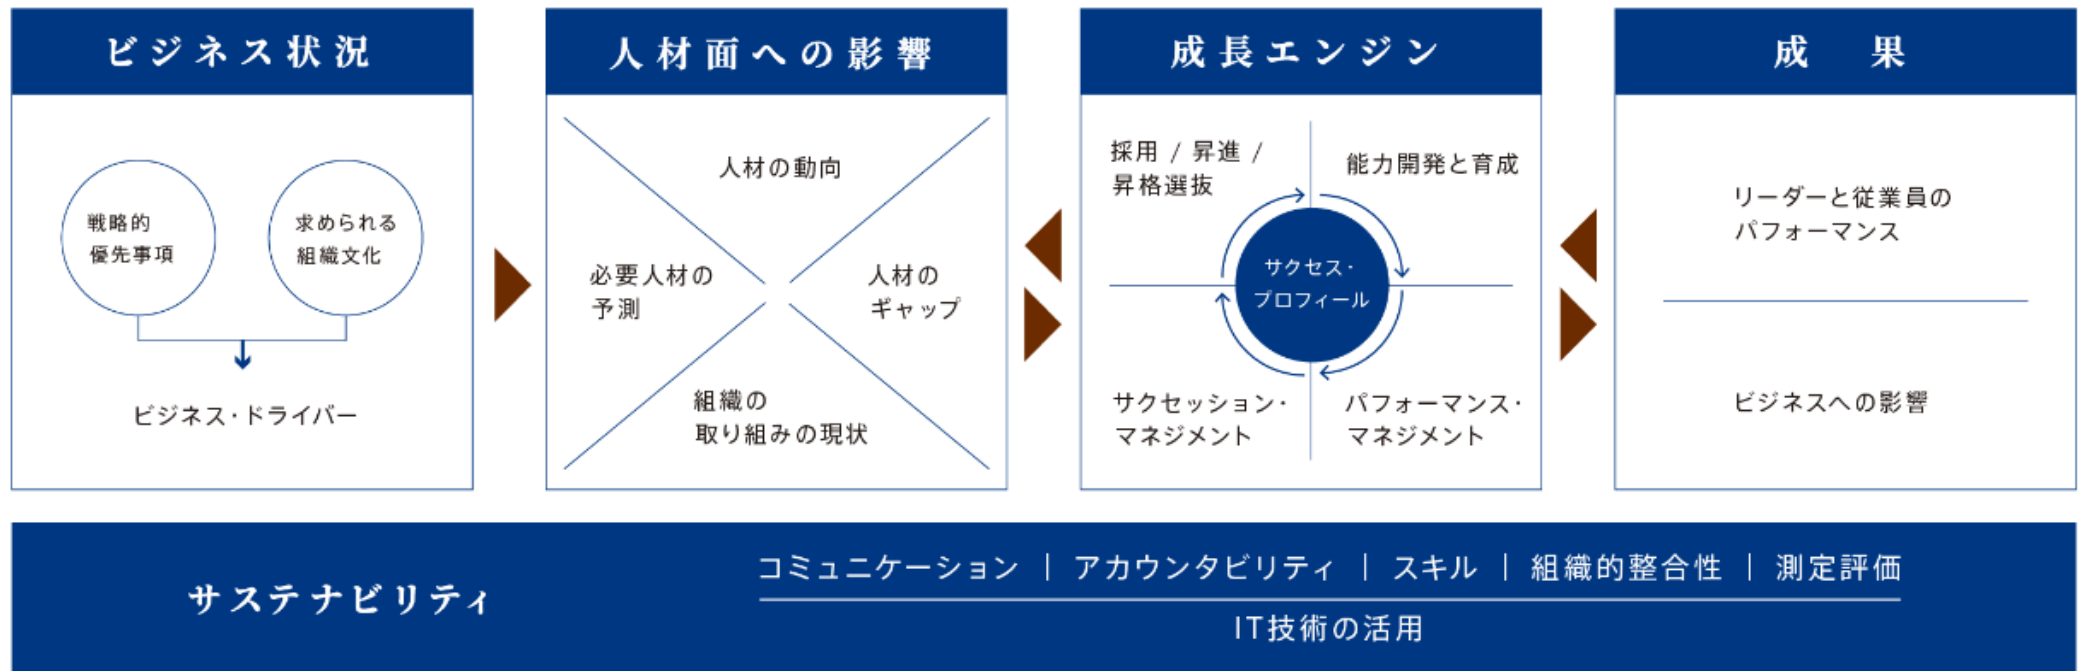 ビジネス状況
戦略的
優先事項
求められる
組織文化
ビジネス・ドライバー
人材面への影響
人材の動向
必要人材の
予測
人材の
ギャップ
組織の
取り組みの現状
成長エンジン
採用 / 昇進 /
昇格選抜
能力開発と育成
サクセス・
プロフィール
サクセッション・
マネジメント
パフォーマンス・
マネジメント
成 果
リーダーと従業員の
パフォーマンス
ビジネスへの影響
サステナビリティ
コミュニケーション | アカウンタビリティ | スキル | 組織的整合性 | 測定評価
IT技術の活用